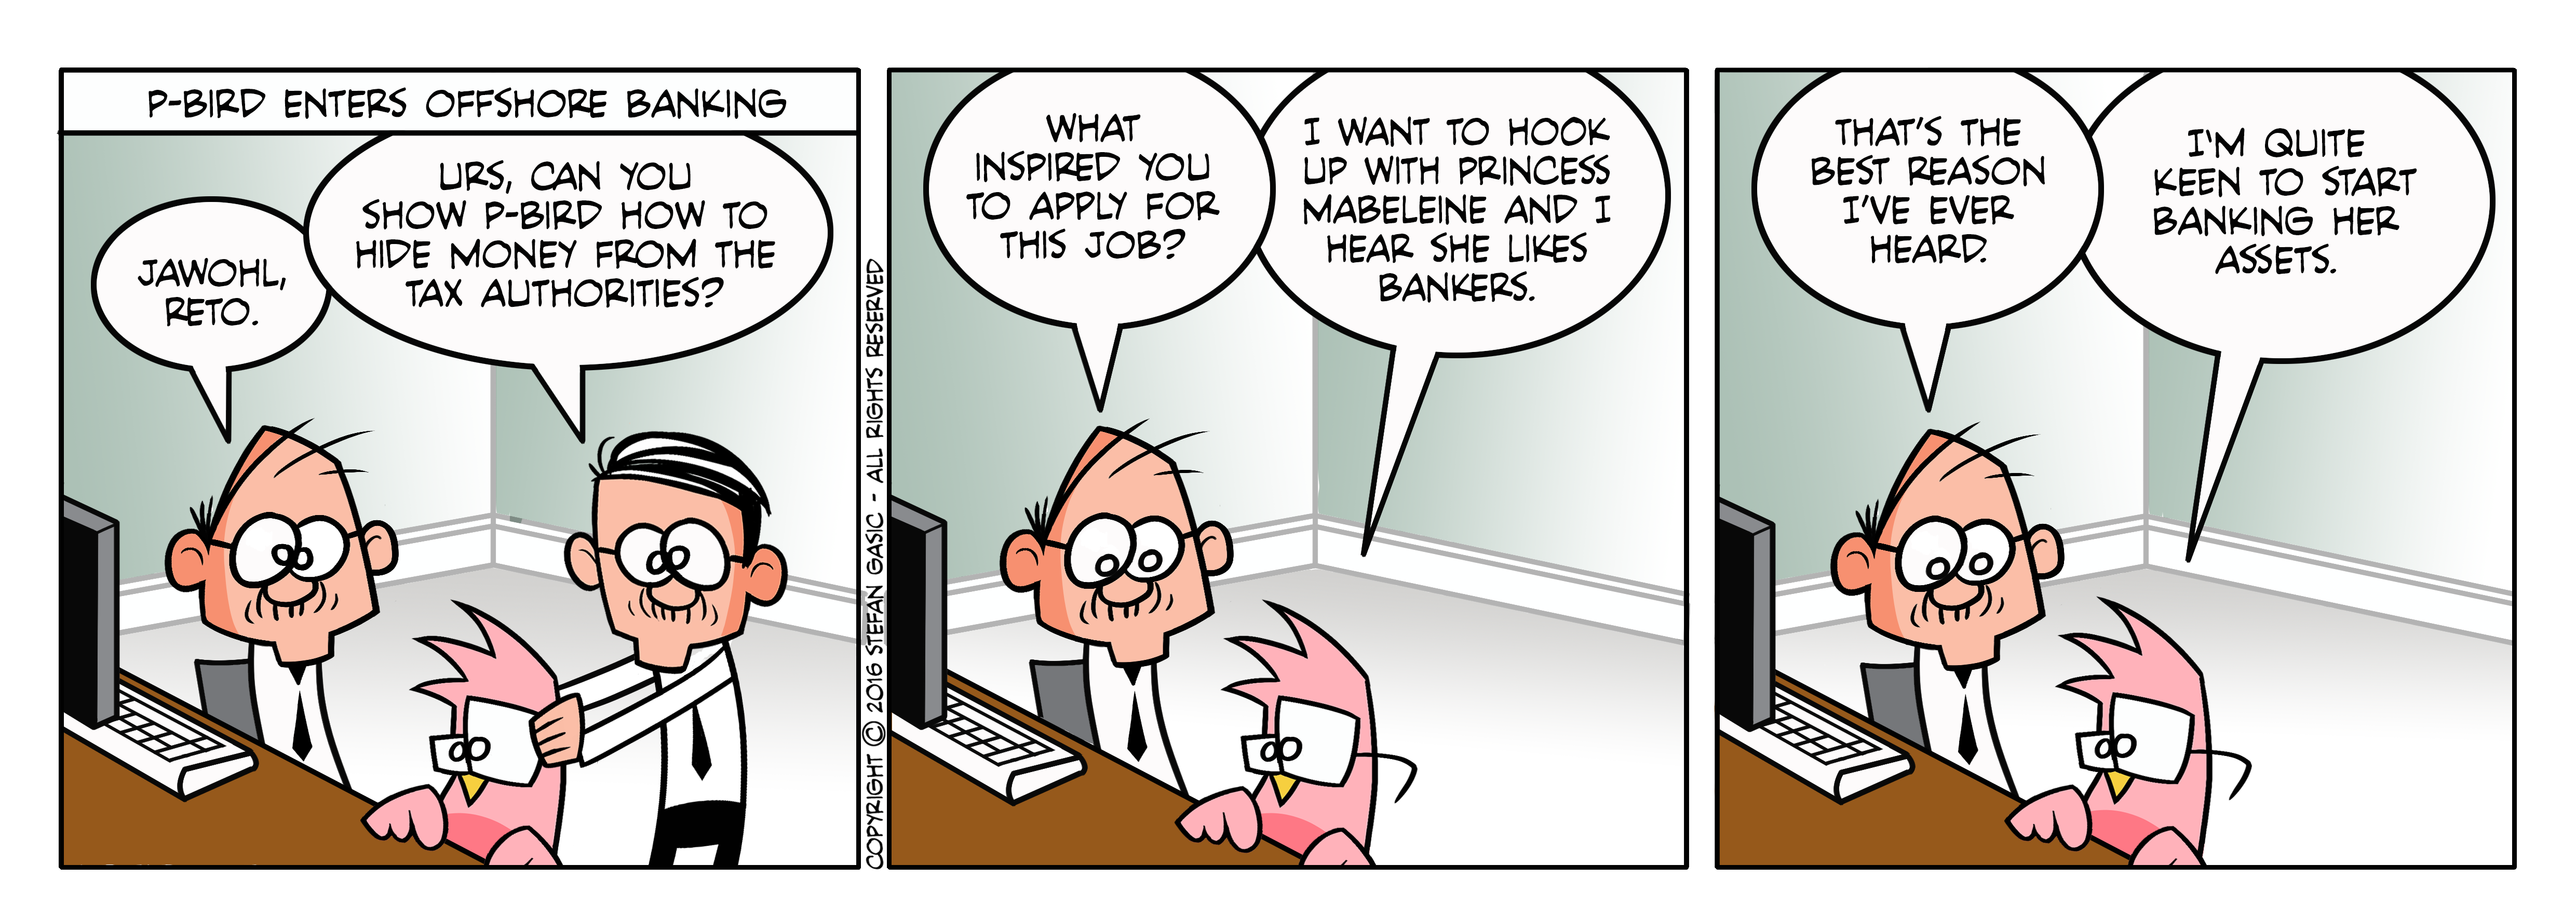 P-BIRD ENTERS OFFSHORE BANKING
URS, CAN YOU
SHOW P-BIRD HOW TO
HIDE MONEY FROM THE
TAX AUTHORITIES?
JAWOHL,
RETO.
COPYRIGHT © 2016 STEFAN GASIC - ALL RIGHTS RESERVED
WHAT
INSPIRED YOU
TO APPLY FOR
THIS JOB?
I WANT TO HOOK
UP WITH PRINCESS
MABELEINE AND I
HEAR SHE LIKES
BANKERS.
THAT'S THE
BEST REASON
I'VE EVER
HEARD.
I'M QUITE
KEEN TO START
BANKING HER
ASSETS.